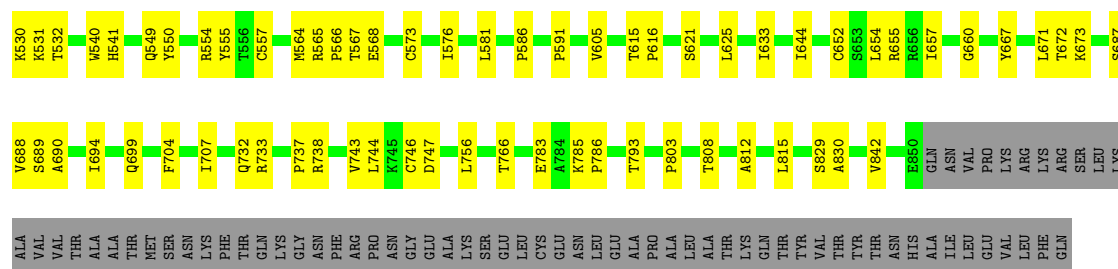 K530 K531 T532 W540 H541 Q549 Y550 R554 Y555 T556 C557 M564 R565 P566 T567 E568 C573 I576 L581 P586 P591 V605 T615 P616 S621 L625 I633 I644 C652 S653 L654 R655 R656 I657 G660 Y667 L671 T672 K673 S687
V688 S689 A690 I694 Q699 F704 I707 Q732 R733 P737 R738 V743 L744 K745 C746 D747 L756 T766 E783 A784 K785 P786 T793 P803 T808 A812 L815 S829 A830 V842 E850 GLN ASN VAL PRO LYS LYS ARG LYS ARG SER LEU LYS
ALA VAL VAL THR ALA ALA THR MET SER ASN LYS PHE THR GLN LYS GLY ASN PHE ARG PRO ASN GLY GLU ALA LYS SER GLU LEU CYS GLU ASN LEU GLU ALA PRO ALA LEU ALA THR LYS GLN THR TYR VAL THR TYR THR ASN HIS ALA ILE LEU GLU VAL LEU PHE GLN